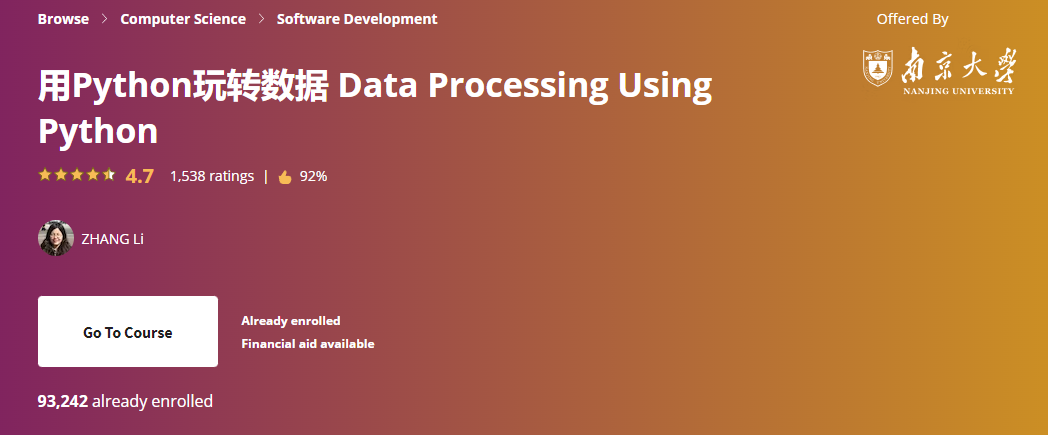 Browse > Computer Science > Software Development
Offered By
南京大学
NANJING UNIVERSITY
用Python玩转数据 Data Processing Using
Python
4.7 1,538 ratings | 92%
ZHANG Li
Go To Course
Already enrolled
Financial aid available
93,242 already enrolled